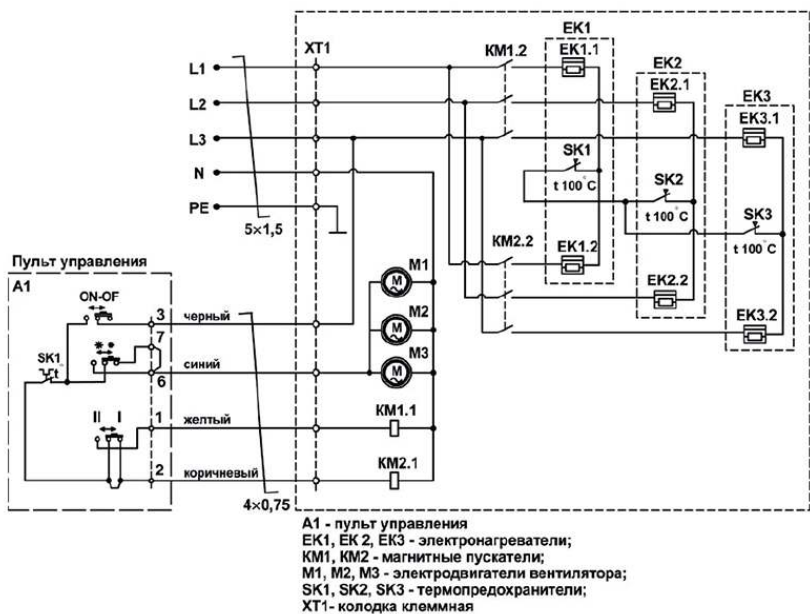 EK1
XT1
KM1.2
EK1.1
EK2
L1
L2
EK2.1
EK3
L3
EK3.1
N
SK1
t 100°C
SK2
t 100°C
SK3
t 100°C
PE
5×1,5
KM2.2
EK1.2
EK2.2
EK3.2
Пульт управления
A1
ON-OF
M1
M
M2
M
M3
M
3
черный
7
SK1
t°
6
синий
II
I
1
желтый
KM1.1
2
коричневый
KM2.1
4×0,75
A1 - пульт управления
EK1, EK 2, EK3 - электронагреватели;
KM1, KM2 - магнитные пускатели;
M1, M2, M3 - электродвигатели вентилятора;
SK1, SK2, SK3 - термопредохранители;
XT1- колодка клеммная